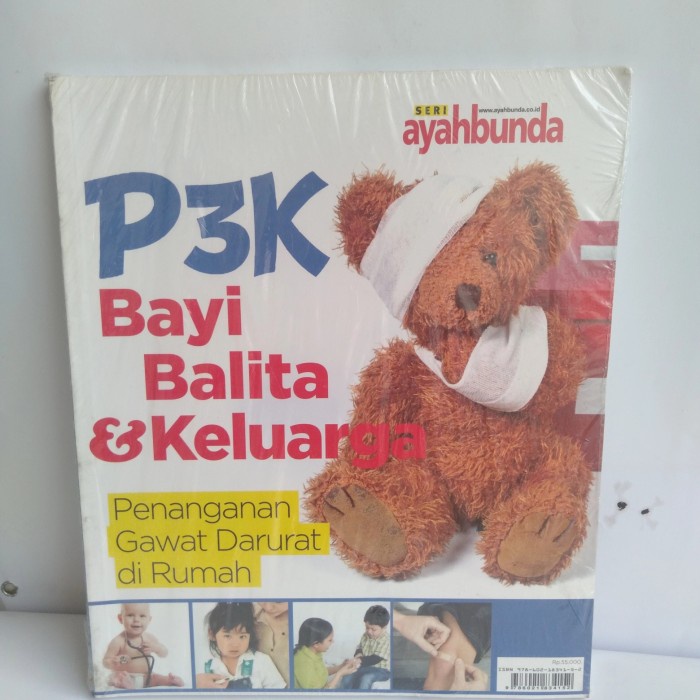 SERI
www.ayahbunda.co.id
ayahbunda
P3K
Bayi
Balita
&Keluarga
Penanganan
Gawat Darurat
di Rumah